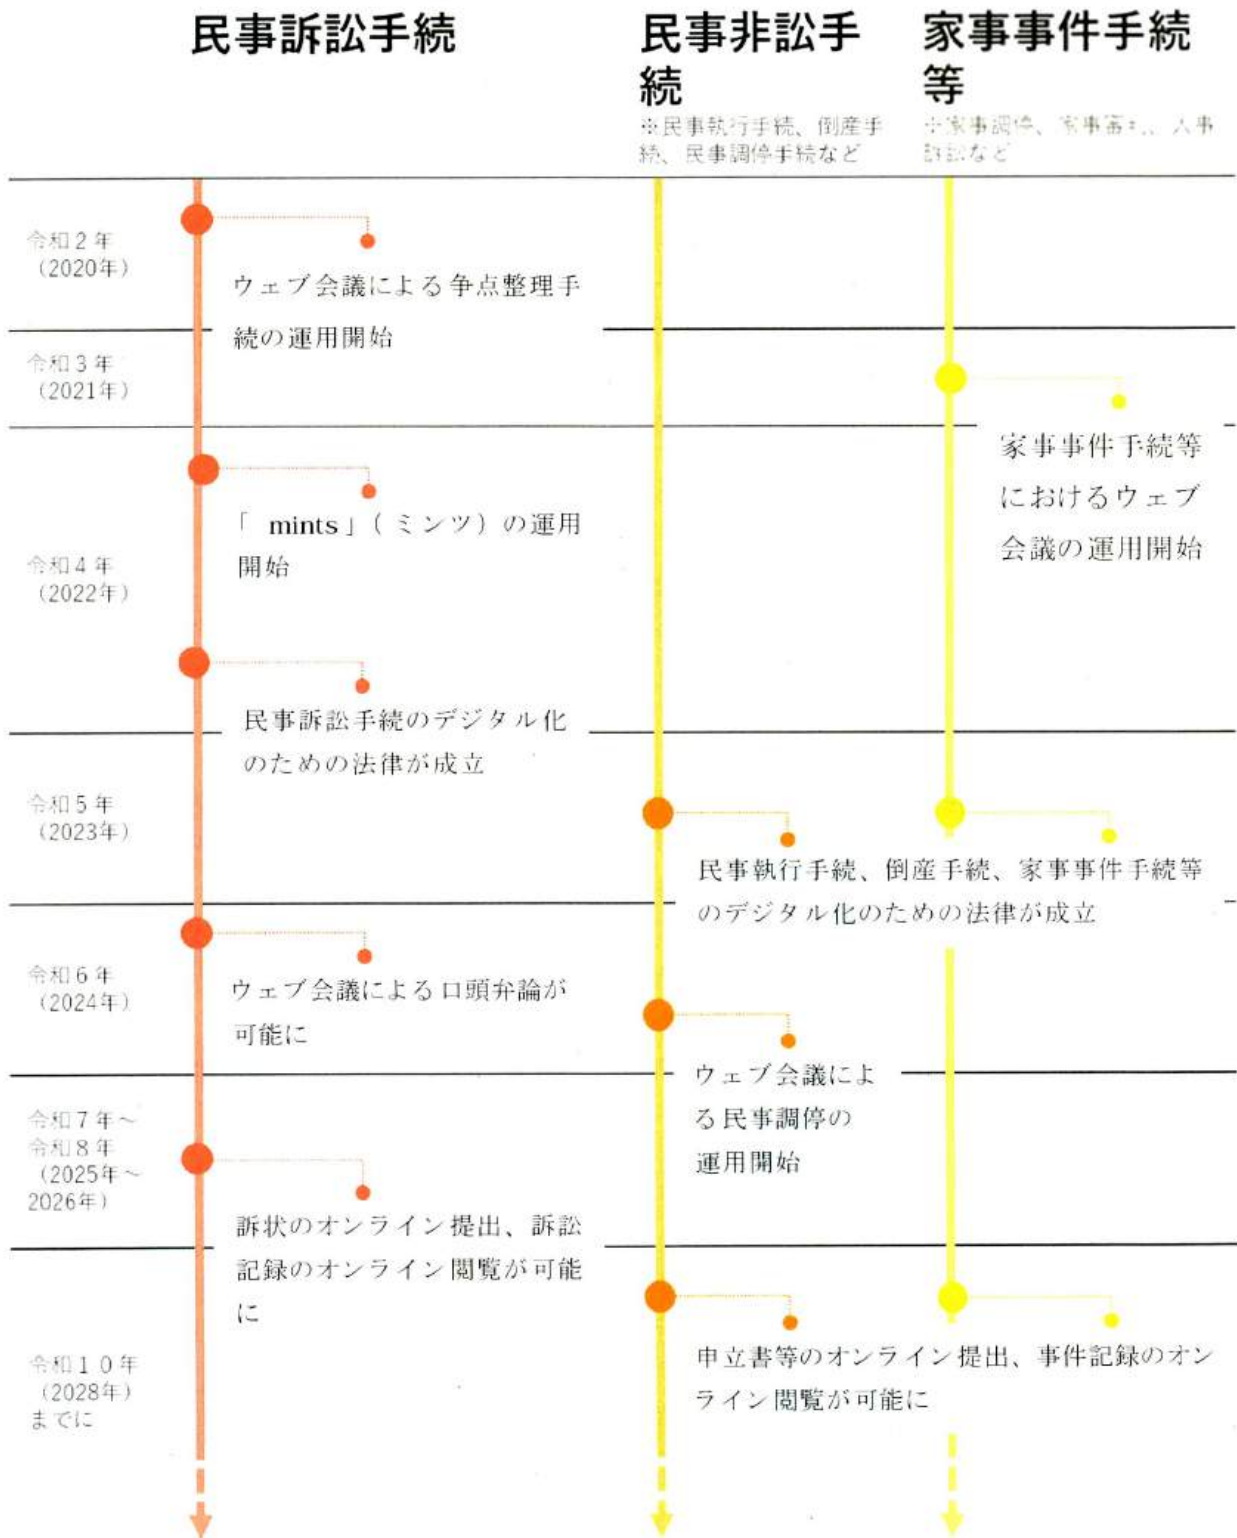 民事訴訟手続
民事非訟手
続
※民事執行手続、倒産手
続、民事調停手続など
家事事件手続
等
※家事調停、家事審判、人事
訴訟など
令和2年
（2020年）
ウェブ会議による争点整理手
続の運用開始
令和3年
（2021年）
家事事件手続等
におけるウェブ
会議の運用開始
令和4年
（2022年）
「 mints」（ミンツ）の運用
開始
民事訴訟手続のデジタル化
のための法律が成立
令和5年
（2023年）
民事執行手続、倒産手続、家事事件手続等
のデジタル化のための法律が成立
令和6年
（2024年）
ウェブ会議による口頭弁論が
可能に
ウェブ会議によ
る民事調停の
運用開始
令和7年～
令和8年
（2025年～
2026年）
訴状のオンライン提出、訴訟
記録のオンライン閲覧が可能
に
令和１０年
（2028年）
までに
申立書等のオンライン提出、事件記録のオン
ライン閲覧が可能に